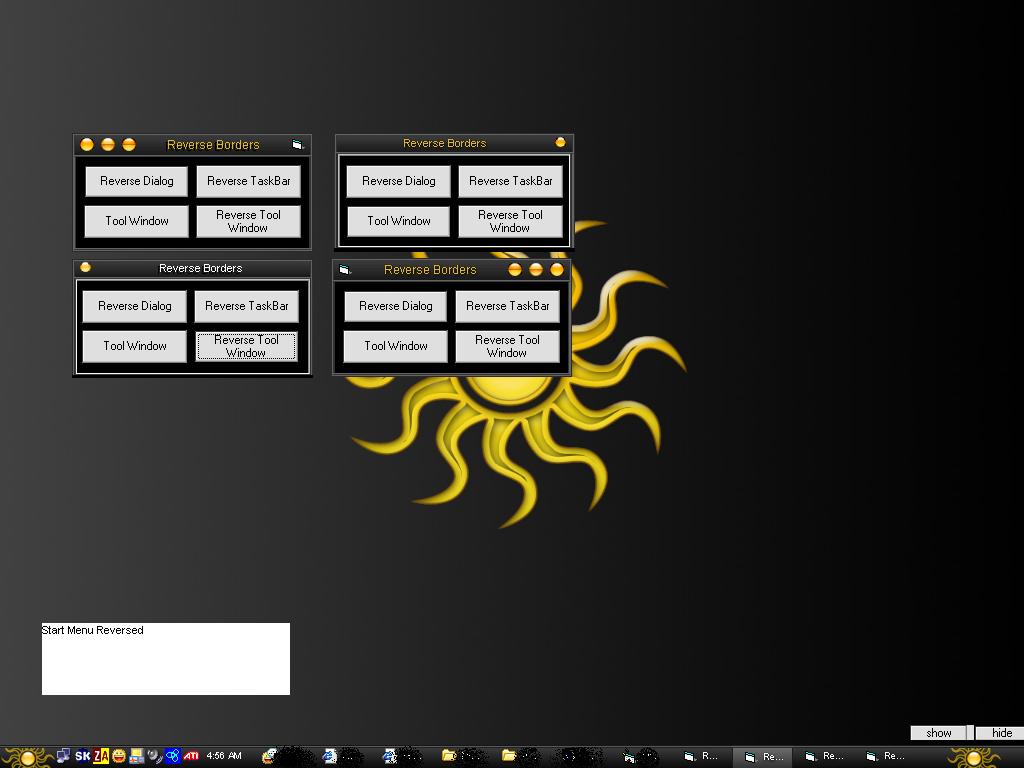 Reverse Borders
Reverse Dialog
Reverse TaskBar
Tool Window
Reverse Tool
Window
Reverse Borders
Reverse Dialog
Reverse TaskBar
Tool Window
Reverse Tool
Window
Reverse Borders
Reverse Dialog
Reverse TaskBar
Tool Window
Reverse Tool
Window
Reverse Borders
Reverse Dialog
Reverse TaskBar
Tool Window
Reverse Tool
Window
Start Menu Reversed
show
hide
SK
ZA
ATI
4:56 AM
R...
Re...
Re...
Re...